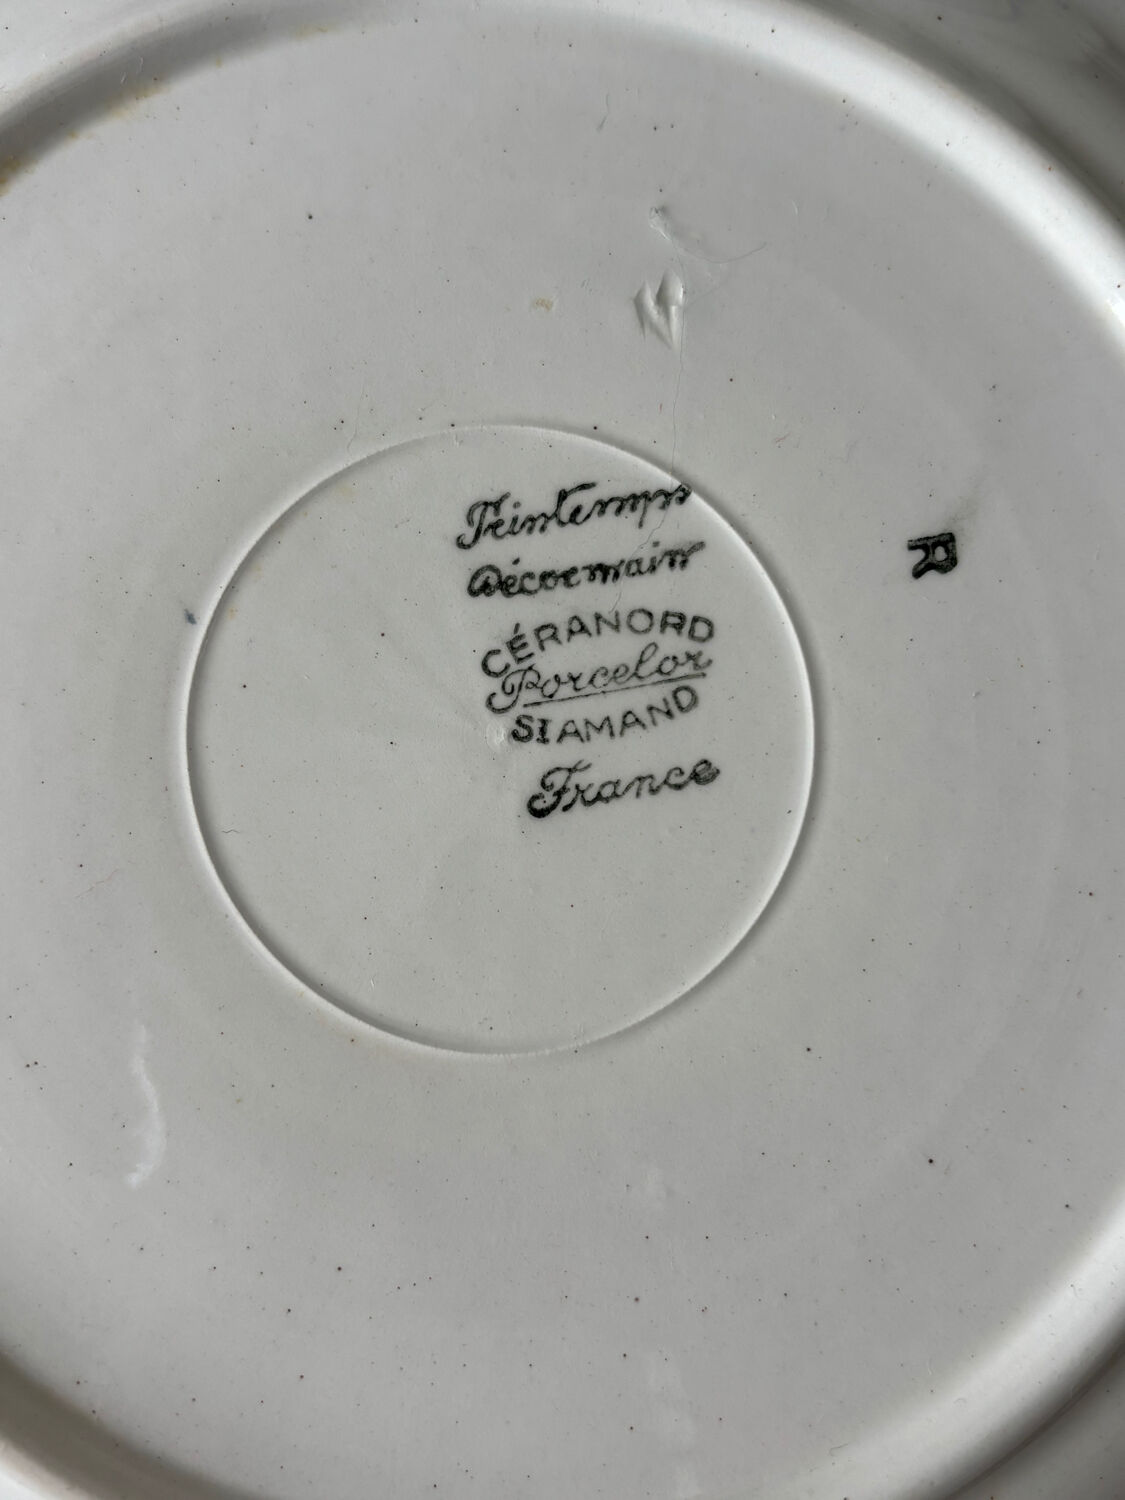 Printemps
Décor main
CÉRANORD
Porcelor
St AMAND
France
R
N